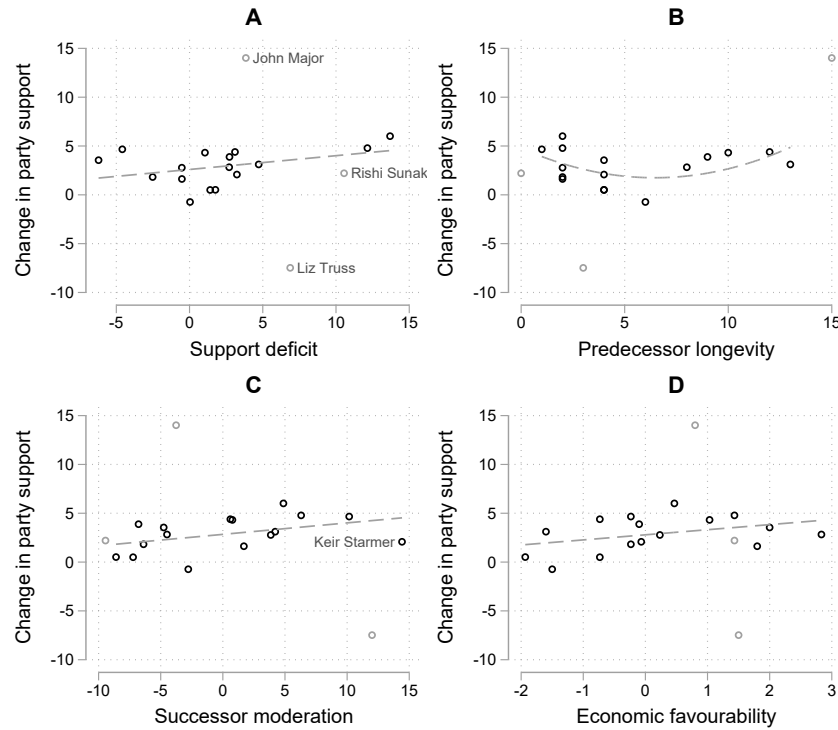 A
Change in party support
15
10
5
0
-5
-10
John Major
Rishi Sunak
Liz Truss
-5 0 5 10 15
Support deficit
B
Change in party support
15
10
5
0
-5
-10
0 5 10 15
Predecessor longevity
C
Change in party support
15
10
5
0
-5
-10
Keir Starmer
-10 -5 0 5 10 15
Successor moderation
D
Change in party support
15
10
5
0
-5
-10
-2 -1 0 1 2 3
Economic favourability